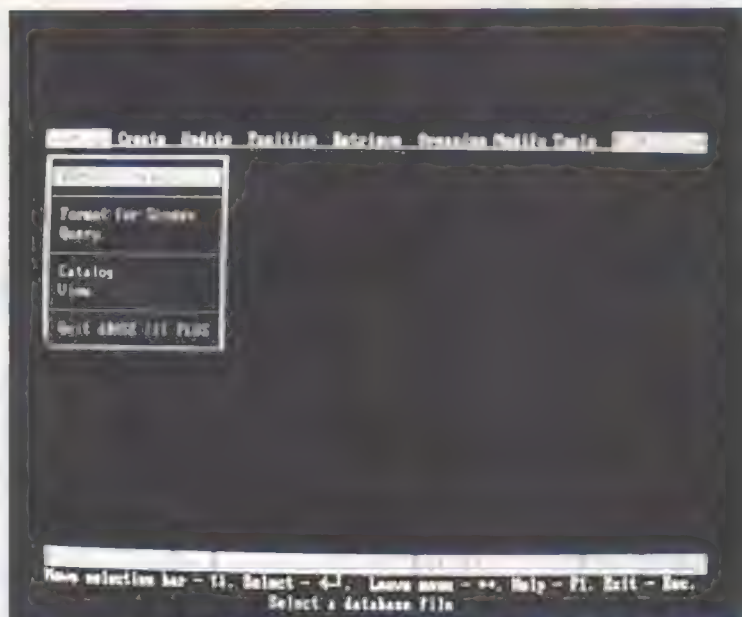 Create Update Position Retrieve Organize Modify Tools
Format for Screen
Query
Catalog
View
Quit dBASE III PLUS
Move selection bar - ↑↓. Select - ◄┘. Leave menu - ↔. Help - F1. Exit - Esc.
Select a database file